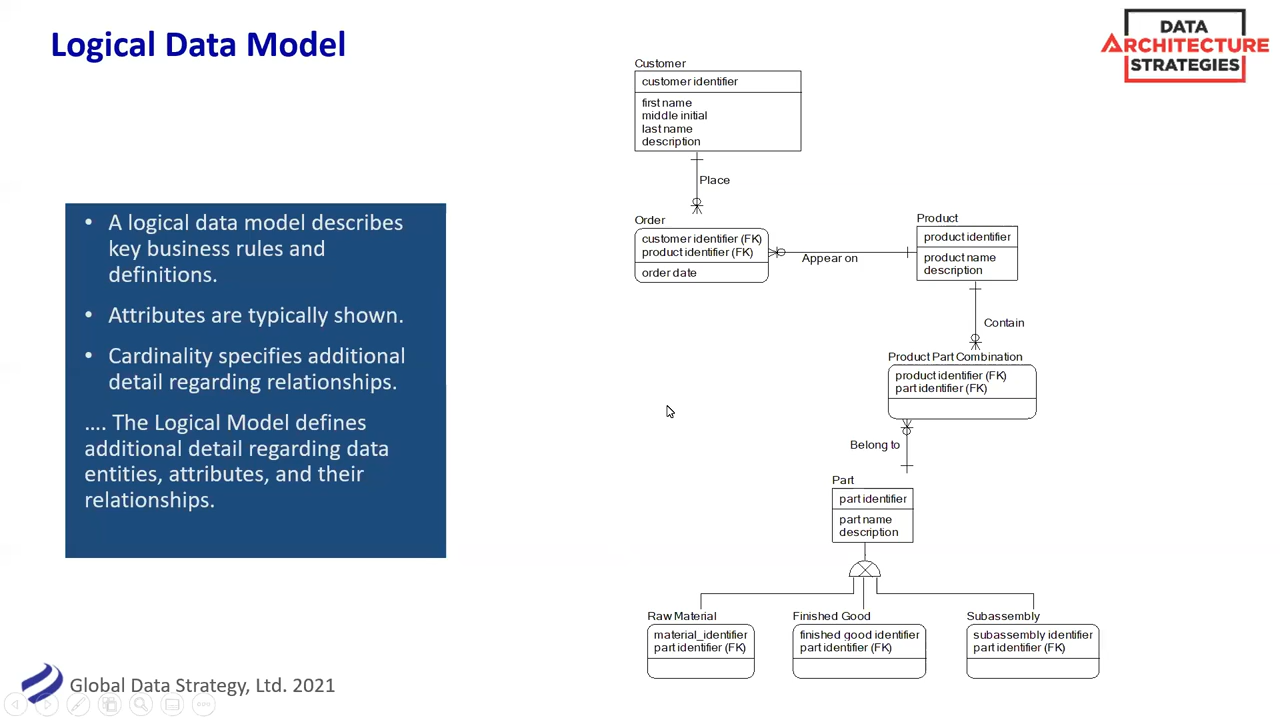 Logical Data Model
DATA
ARCHITECTURE
STRATEGIES
• A logical data model describes
key business rules and
definitions.
• Attributes are typically shown.
• Cardinality specifies additional
detail regarding relationships.
.... The Logical Model defines
additional detail regarding data
entities, attributes, and their
relationships.
Customer
customer identifier
first name
middle initial
last name
description
Place
Order
customer identifier (FK)
product identifier (FK)
order date
Appear on
Product
product identifier
product name
description
Contain
Product Part Combination
product identifier (FK)
part identifier (FK)
Belong to
Part
part identifier
part name
description
Raw Material
material_identifier
part identifier (FK)
Finished Good
finished good identifier
part identifier (FK)
Subassembly
subassembly identifier
part identifier (FK)
Global Data Strategy, Ltd. 2021